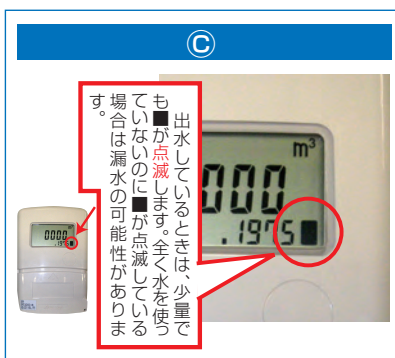 Ⓒ
出水しているときは、少量で
も■が点滅します。全く水を使っ
ていないのに■が点滅している
場合は漏水の可能性がありま
す。
m³
000
.1975■
m³
0000
.1975■